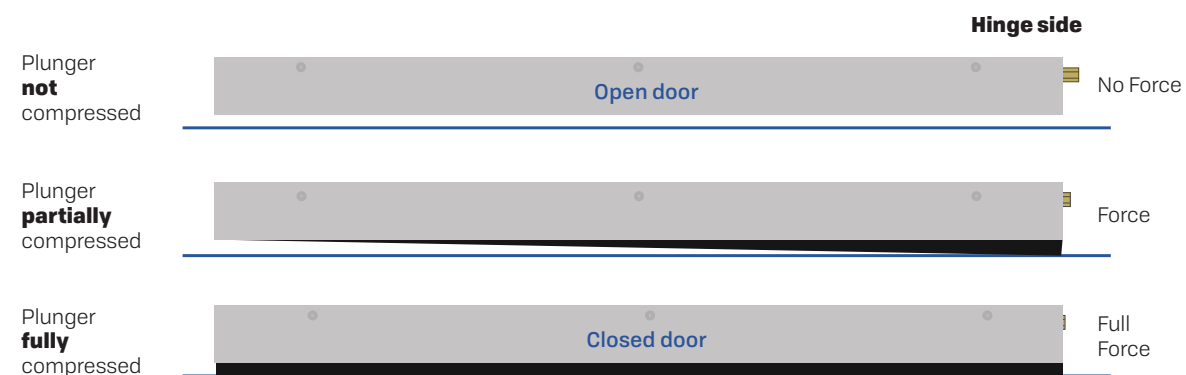 Hinge side
Plunger
not
compressed
Open door
No Force
Plunger
partially
compressed
Force
Plunger
fully
compressed
Closed door
Full
Force